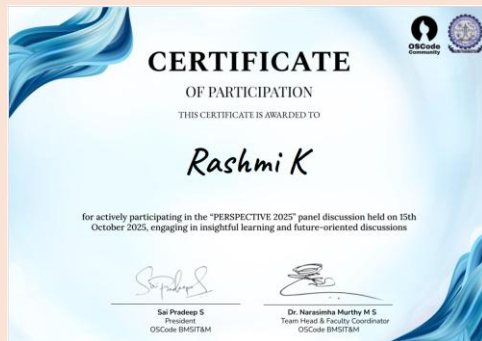 OSCode
Community
CERTIFICATE
OF PARTICIPATION
THIS CERTIFICATE IS AWARDED TO
Rashmi K
for actively participating in the "PERSPECTIVE 2025" panel discussion held on 15th
October 2025, engaging in insightful learning and future-oriented discussions
Sai Pradeep S
Sai Pradeep S
President
OSCode BMSIT&M
Dr. Narasimha Murthy M S
Team Head & Faculty Coordinator
OSCode BMSIT&M